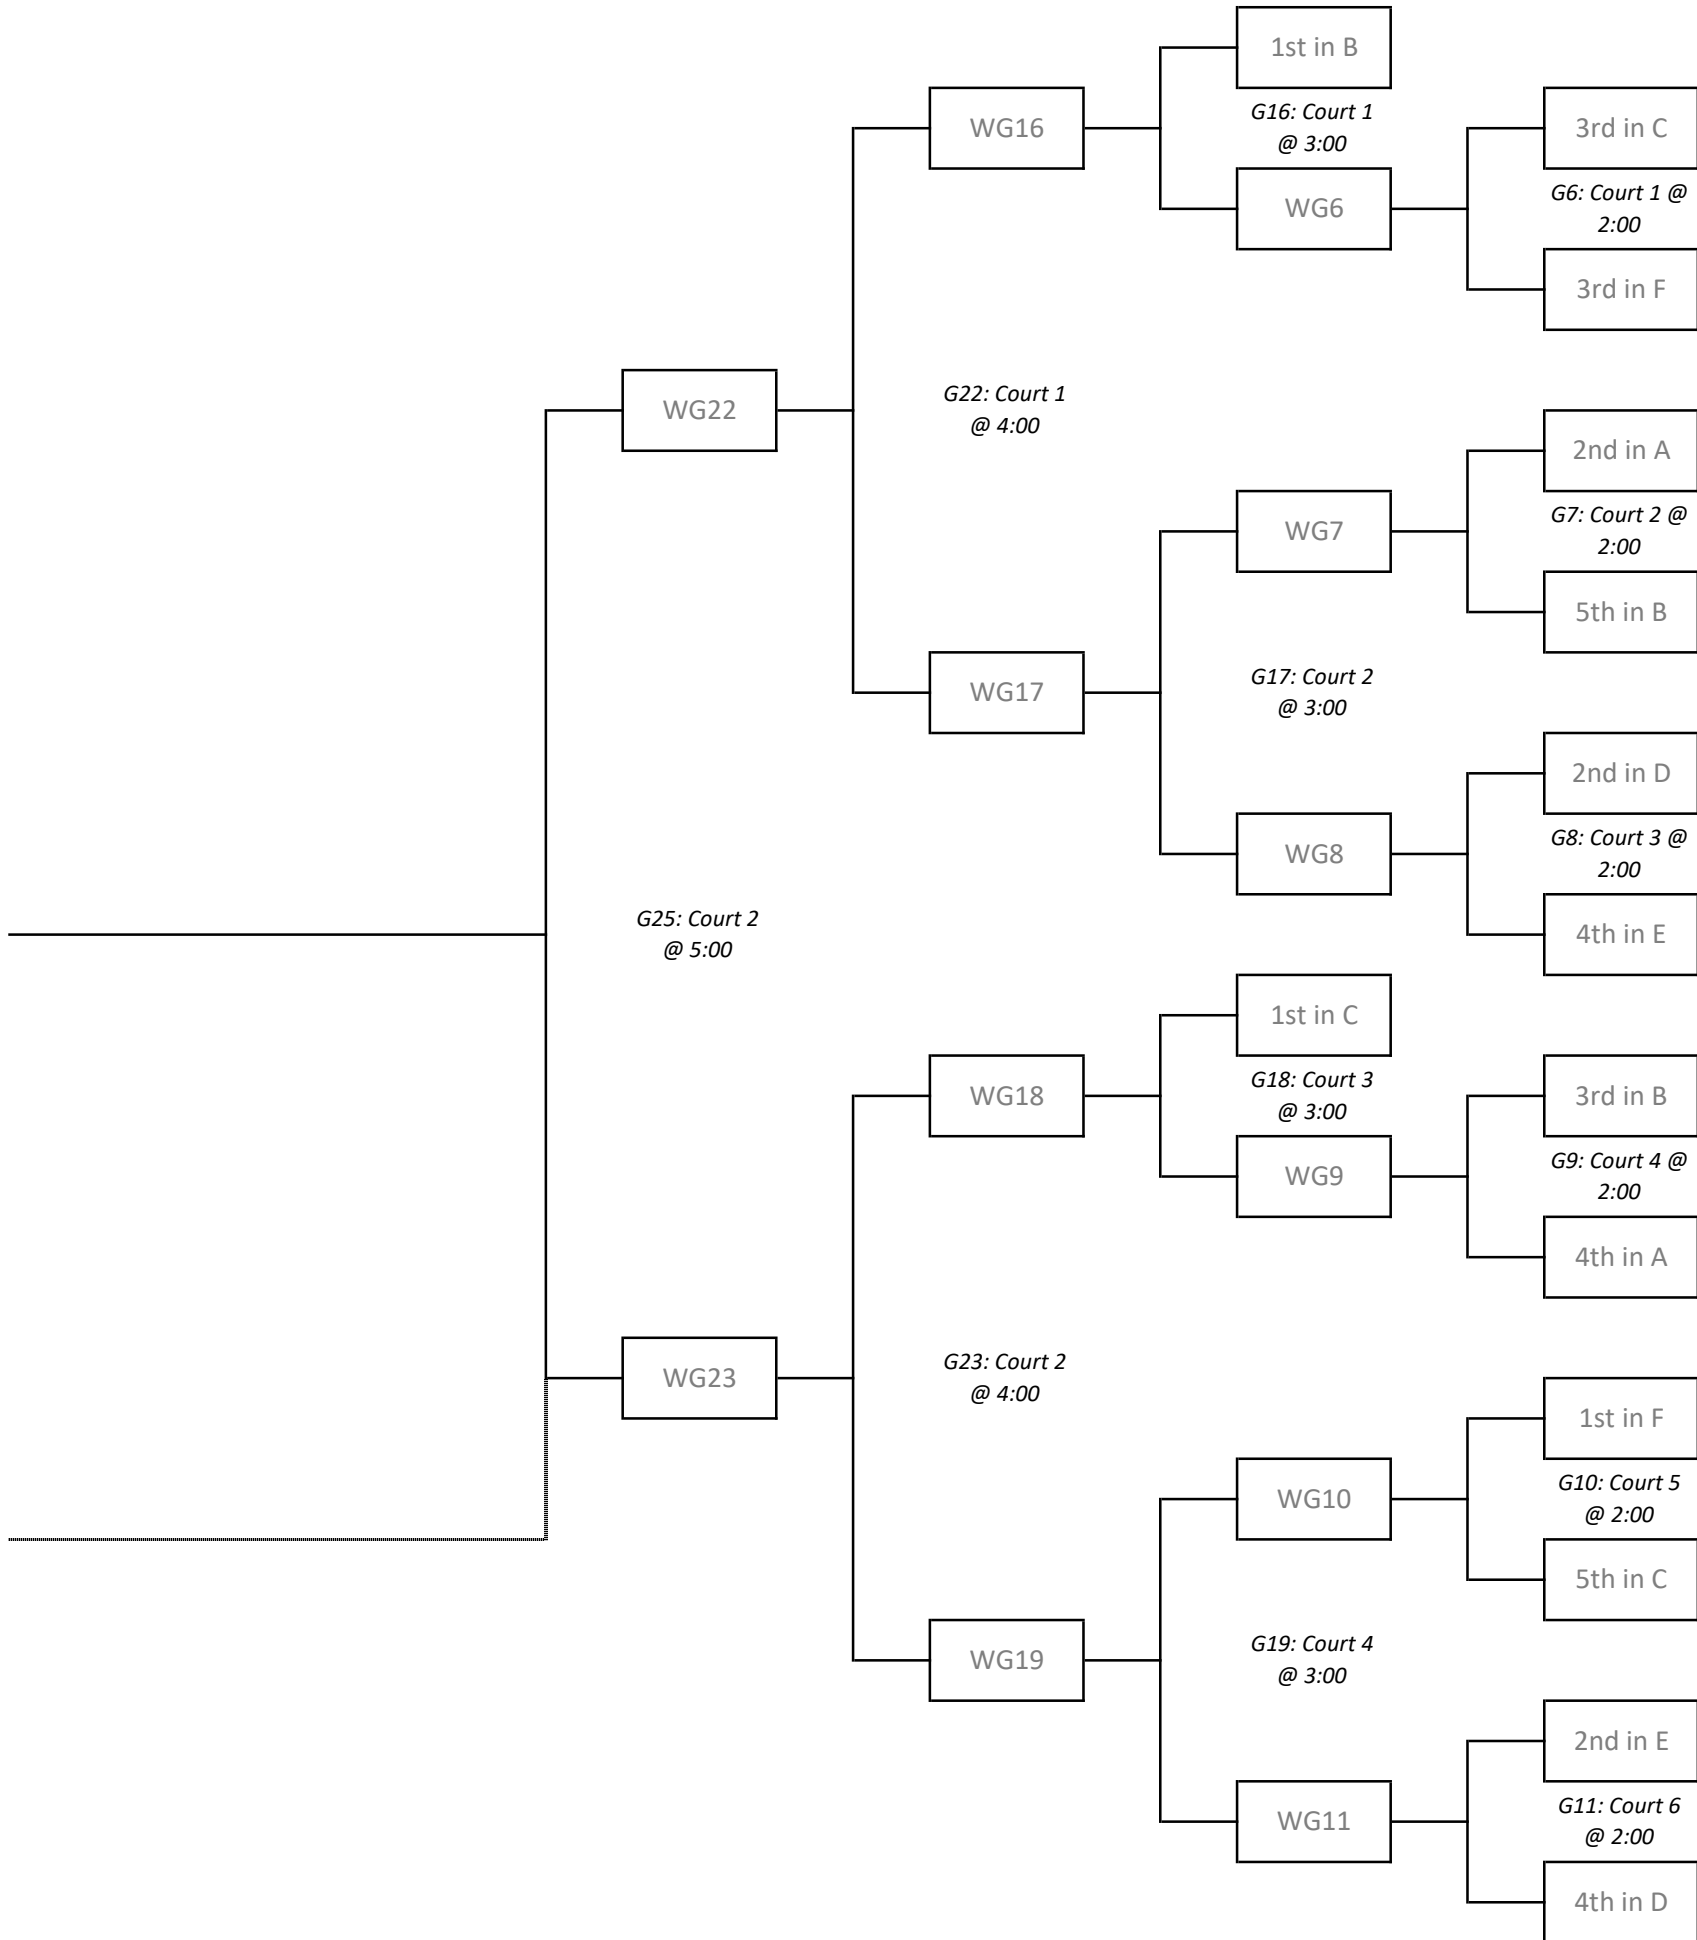 1st in B
WG16
G16: Court 1
@ 3:00
3rd in C
WG6
G6: Court 1 @
2:00
3rd in F
WG22
G22: Court 1
@ 4:00
2nd in A
WG7
G7: Court 2 @
2:00
5th in B
WG17
G17: Court 2
@ 3:00
2nd in D
WG8
G8: Court 3 @
2:00
4th in E
G25: Court 2
@ 5:00
1st in C
WG18
G18: Court 3
@ 3:00
3rd in B
WG9
G9: Court 4 @
2:00
4th in A
WG23
G23: Court 2
@ 4:00
1st in F
WG10
G10: Court 5
@ 2:00
5th in C
WG19
G19: Court 4
@ 3:00
2nd in E
WG11
G11: Court 6
@ 2:00
4th in D